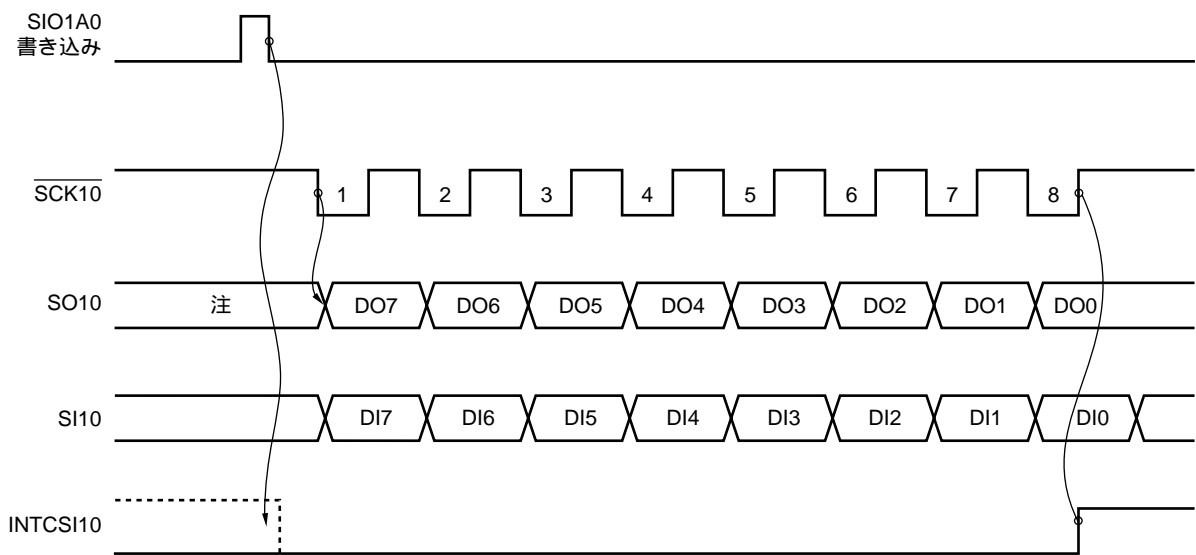 SIO1A0
書き込み
SCK10
1 2 3 4 5 6 7 8
SO10
注 DO7 DO6 DO5 DO4 DO3 DO2 DO1 DO0
SI10
DI7 DI6 DI5 DI4 DI3 DI2 DI1 DI0
INTCSI10